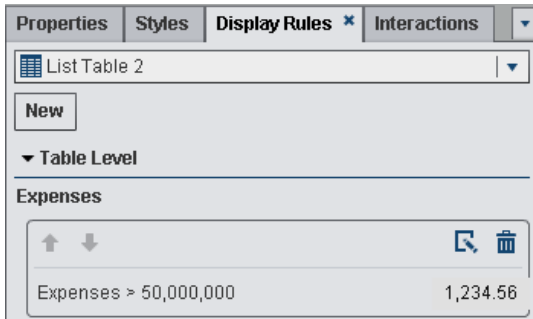 Properties Styles Display Rules × Interactions
List Table 2
New
Table Level
Expenses
Expenses > 50,000,000 1,234.56